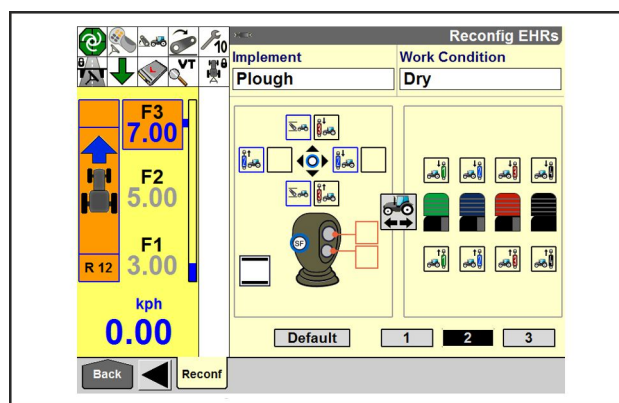 Reconfig EHRs
10
VT
Implement
Work Condition
Plough
Dry
F3
7.00
F2
5.00
F1
3.00
R 12
SF
kph
0.00
Default
1
2
3
Back
Reconf